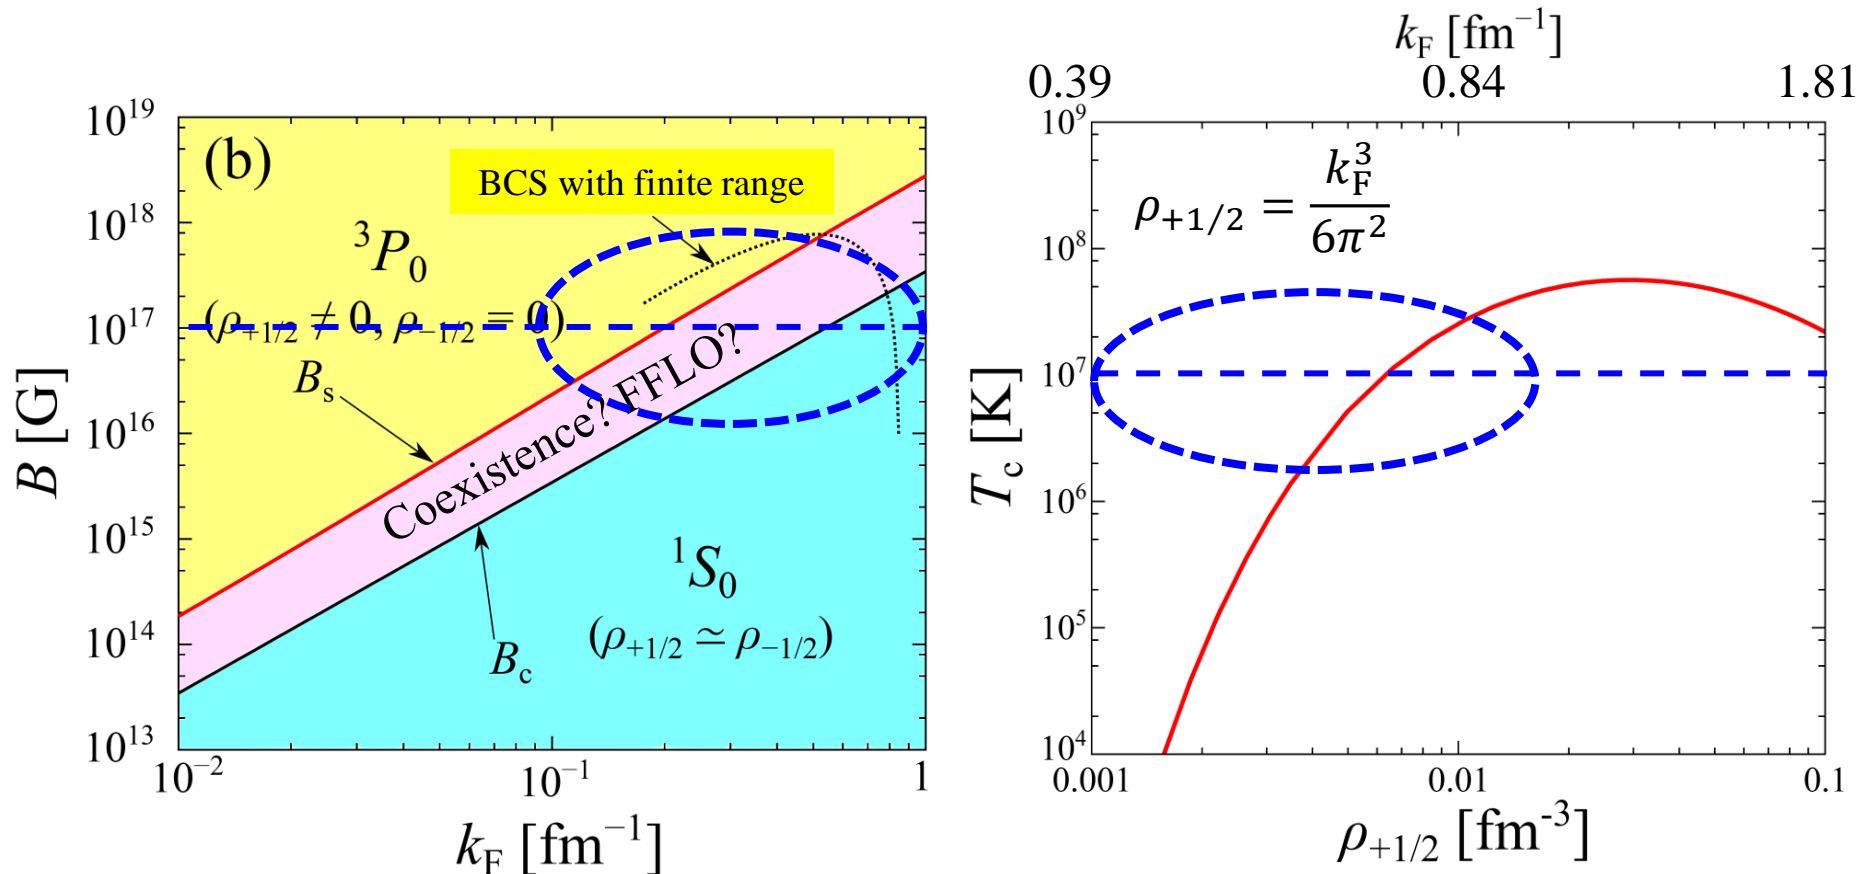 (b)
BCS with finite range
³P₀
(ρ₊₁/₂ ≠ 0, ρ₋₁/₂ = 0)
Bₛ
Coexistence? FFLO?
¹S₀
(ρ₊₁/₂ ≃ ρ₋₁/₂)
B_c
B [G]
10¹⁹
10¹⁸
10¹⁷
10¹⁶
10¹⁵
10¹⁴
10¹³
10⁻² 10⁻¹ 1
k_F [fm⁻¹]
k_F [fm⁻¹]
0.39 0.84 1.81
ρ₊₁/₂ = k_F³ / 6π²
T_c [K]
10⁹
10⁸
10⁷
10⁶
10⁵
10⁴
0.001 0.01 0.1
ρ₊₁/₂ [fm⁻³]